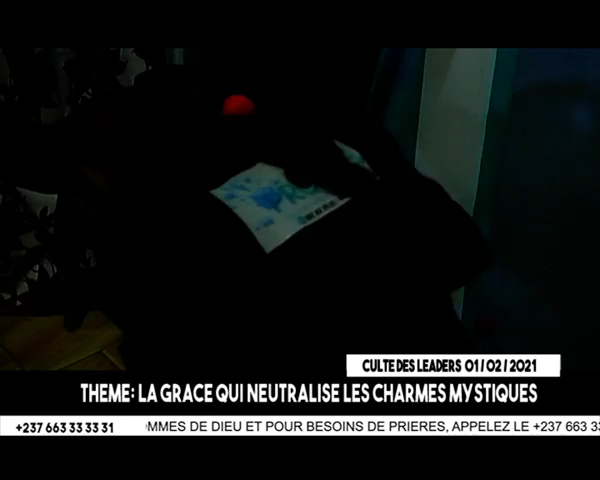 CULTE DES LEADERS 01/02/2021
THEME: LA GRACE QUI NEUTRALISE LES CHARMES MYSTIQUES
+237 663 33 33 31
MMES DE DIEU ET POUR BESOINS DE PRIERES, APPELEZ LE +237 663 33